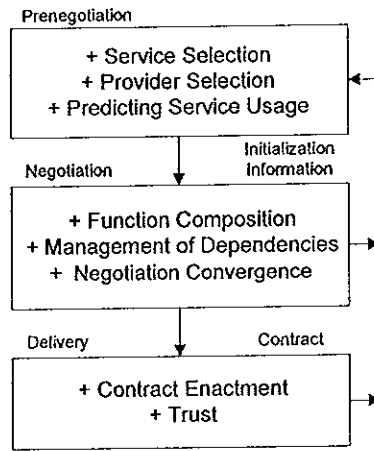 Prenegotiation
+ Service Selection
+ Provider Selection
+ Predicting Service Usage
Initialization
Negotiation Information
+ Function Composition
+ Management of Dependencies
+ Negotiation Convergence
Delivery Contract
+ Contract Enactment
+ Trust